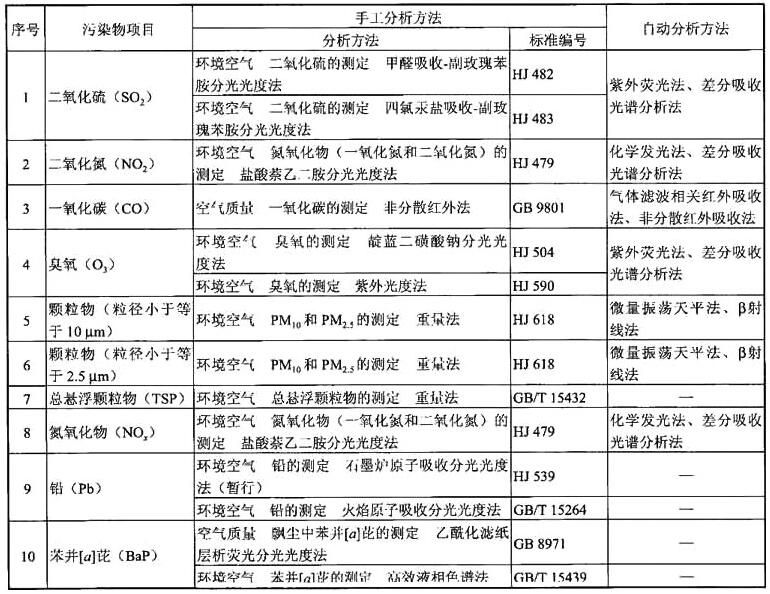 序号 污染物项目 手工分析方法 自动分析方法
分析方法 标准编号
1 二氧化硫（SO2） 环境空气 二氧化硫的测定 甲醛吸收-副玫瑰苯
胺分光光度法 HJ 482 紫外荧光法、差分吸收
光谱分析法
环境空气 二氧化硫的测定 四氯汞盐吸收-副玫
瑰苯胺分光光度法 HJ 483
2 二氧化氮（NO2） 环境空气 氮氧化物（一氧化氮和二氧化氮）的
测定 盐酸萘乙二胺分光光度法 HJ 479 化学发光法、差分吸收
光谱分析法
3 一氧化碳（CO） 空气质量 一氧化碳的测定 非分散红外法 GB 9801 气体滤波相关红外吸收
法、非分散红外吸收法
4 臭氧（O3） 环境空气 臭氧的测定 靛蓝二磺酸钠分光光
度法 HJ 504 紫外荧光法、差分吸收
光谱分析法
环境空气 臭氧的测定 紫外光度法 HJ 590
5 颗粒物（粒径小于等
于 10 μm） 环境空气 PM10和 PM2.5的测定 重量法 HJ 618 微量振荡天平法、β射
线法
6 颗粒物（粒径小于等
于 2.5 μm） 环境空气 PM10和 PM2.5的测定 重量法 HJ 618 微量振荡天平法、β射
线法
7 总悬浮颗粒物（TSP） 环境空气 总悬浮颗粒物的测定 重量法 GB/T 15432 —
8 氮氧化物（NOx） 环境空气 氮氧化物（一氧化氮和二氧化氮）的
测定 盐酸萘乙二胺分光光度法 HJ 479 化学发光法、差分吸收
光谱分析法
9 铅（Pb） 环境空气 铅的测定 石墨炉原子吸收分光光度
法（暂行） HJ 539 —
环境空气 铅的测定 火焰原子吸收分光光度法 GB/T 15264 —
10 苯并[a]芘（BaP） 空气质量 飘尘中苯并[a]芘的测定 乙酰化滤纸
层析荧光分光光度法 GB 8971 —
环境空气 苯并[a]芘的测定 高效液相色谱法 GB/T 15439 —